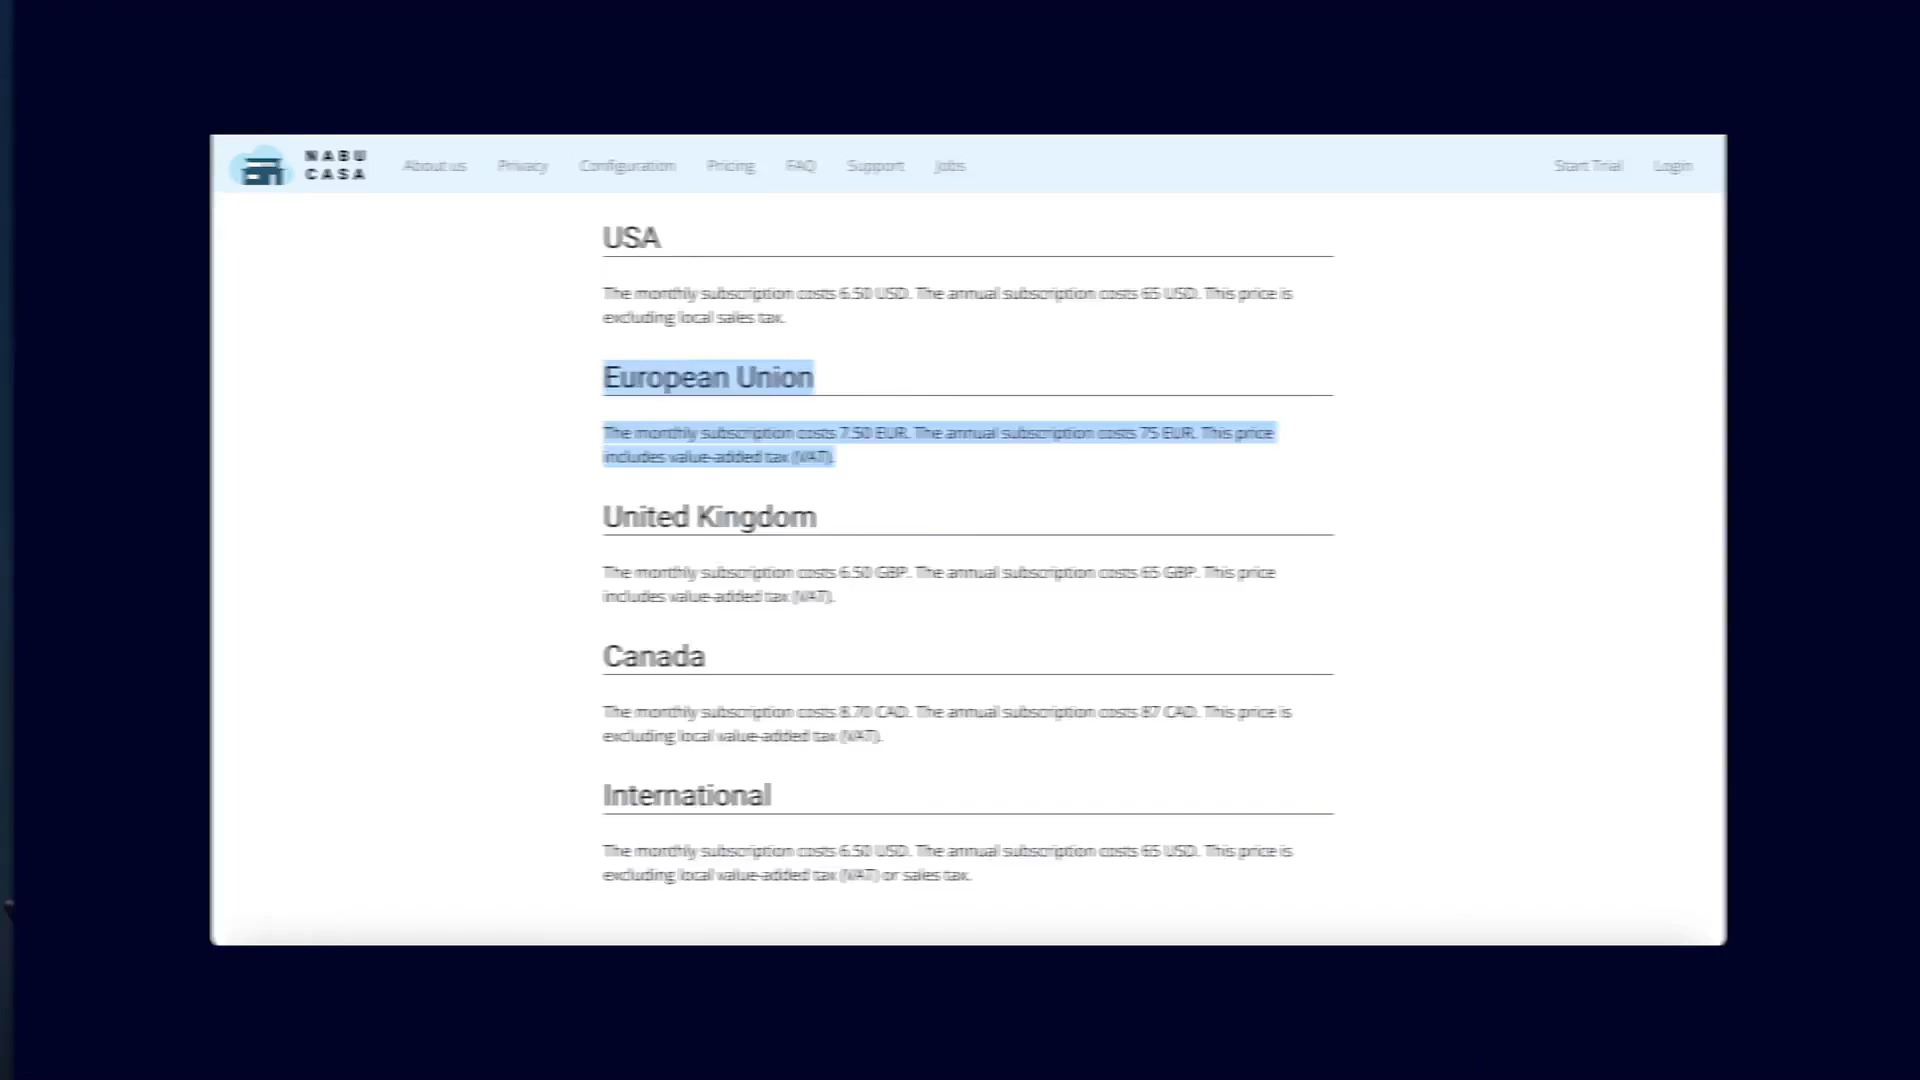 NABU
CASA
About us Privacy Configuration Pricing FAQ Support Jobs Start Trial Login
USA
The monthly subscription costs 6.50 USD. The annual subscription costs 65 USD. This price is
excluding local sales tax.
European Union
The monthly subscription costs 7.50 EUR. The annual subscription costs 75 EUR. This price
includes value-added tax (VAT).
United Kingdom
The monthly subscription costs 6.50 GBP. The annual subscription costs 65 GBP. This price
includes value-added tax (VAT).
Canada
The monthly subscription costs 8.70 CAD. The annual subscription costs 87 CAD. This price is
excluding local value-added tax (VAT).
International
The monthly subscription costs 6.50 USD. The annual subscription costs 65 USD. This price is
excluding local value-added tax (VAT) or sales tax.